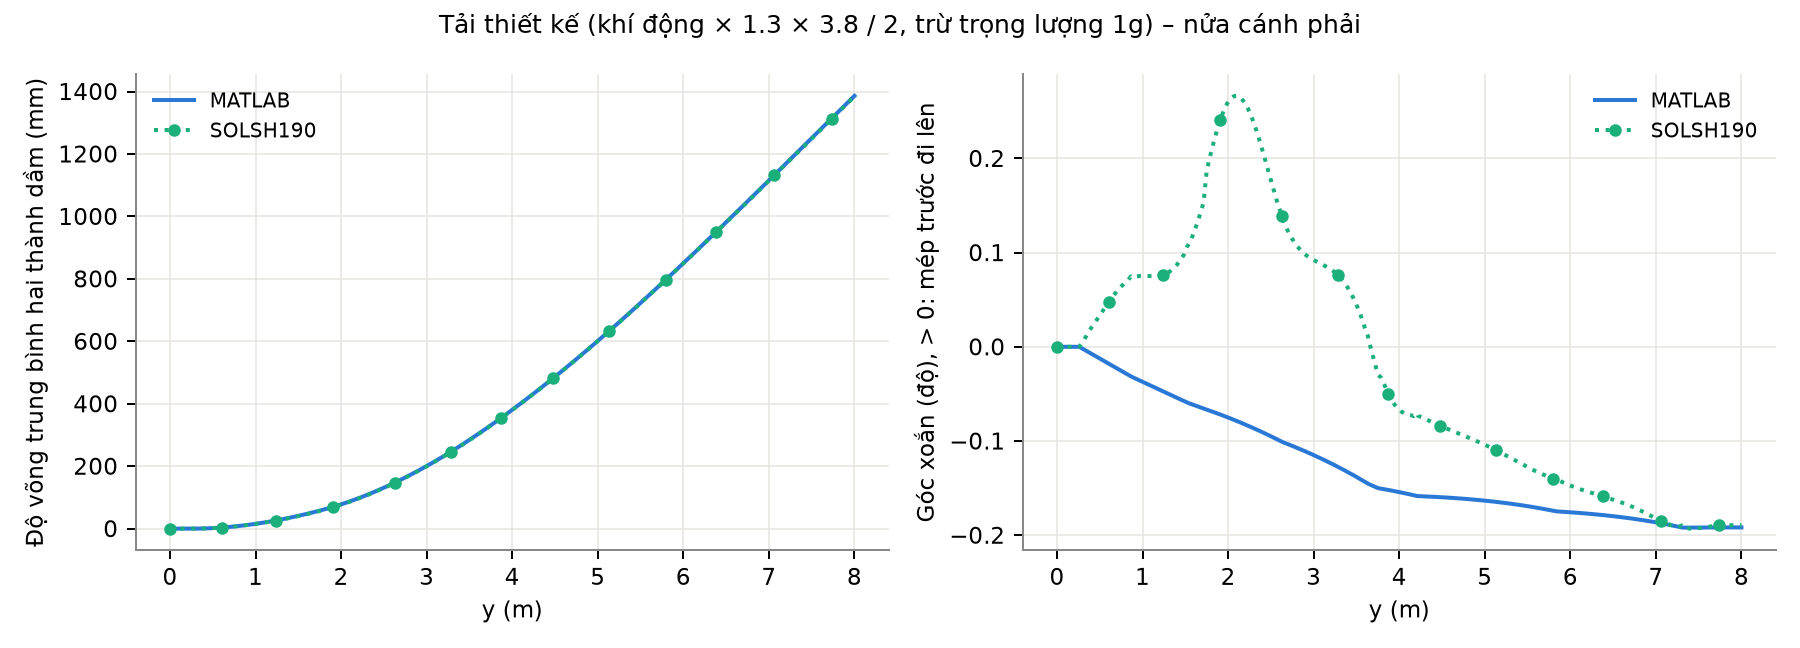 Tải thiết kế (khí động × 1.3 × 3.8 / 2, trừ trọng lượng 1g) – nửa cánh phải
Độ võng trung bình hai thành dầm (mm)
1400
1200
1000
800
600
400
200
0
MATLAB
SOLSH190
0 1 2 3 4 5 6 7 8
y (m)
Góc xoắn (độ), > 0: mép trước đi lên
0.2
0.1
0.0
−0.1
−0.2
MATLAB
SOLSH190
0 1 2 3 4 5 6 7 8
y (m)